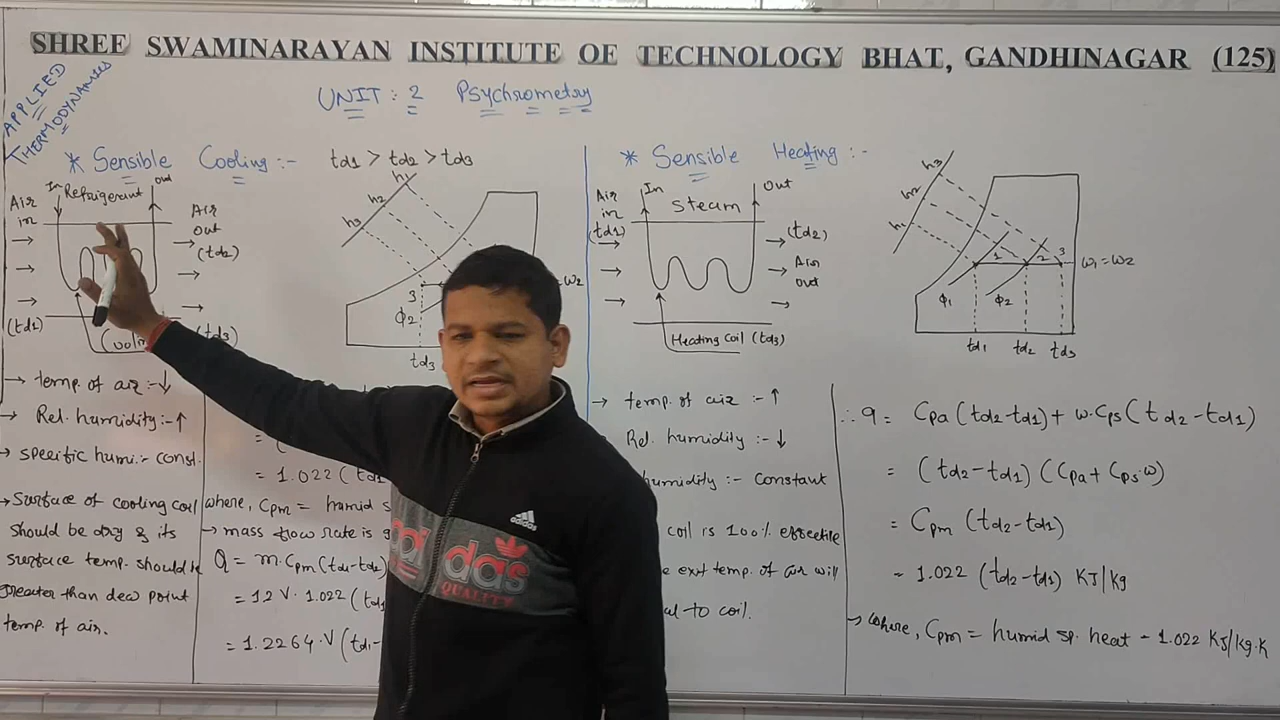 SHREE SWAMINARAYAN INSTITUTE OF TECHNOLOGY BHAT, GANDHINAGAR (125)
APPLIED
THERMODYNAMICS
UNIT : 2 Psychrometry
* Sensible Cooling :- td1 > td2 > td3
In Refrigerant out
Air
in
Air
out
(td2)
(td1)
(td3)
h1
h2
h3
3
ϕ2
td3
ω2
→ temp. of air :- ↓
→ Rel. humidity :- ↑
→ specific humi :- const.
→ Surface of cooling coil
should be dry & its
surface temp. should be
greater than dew point
temp. of air.
= 1.022 (td1
where, Cpm = humid s
→ mass flow rate is
Q = m. Cpm (td1-td2)
= 1.2 V. 1.022 (td1
= 1.2264.V (td1-
* Sensible Heating :-
Air
in
(td1)
In
Steam
Out
(td2)
Air
out
Heating coil (td3)
h3
h2
h1
1
2
3
ω1 = ω2
ϕ1
ϕ2
td1 td2 td3
→ temp. of air :- ↑
Rel. humidity :- ↓
humidity :- constant
coil is 100% effective
exit temp. of air will
to coil.
∴ q = Cpa (td2-td1) + ω.Cps (td2-td1)
= (td2-td1) (Cpa + Cps.ω)
= Cpm (td2-td1)
= 1.022 (td2-td1) KJ/kg
→ where, Cpm = humid sp. heat - 1.022 KJ/kg.K
adidas
das
QUALITY